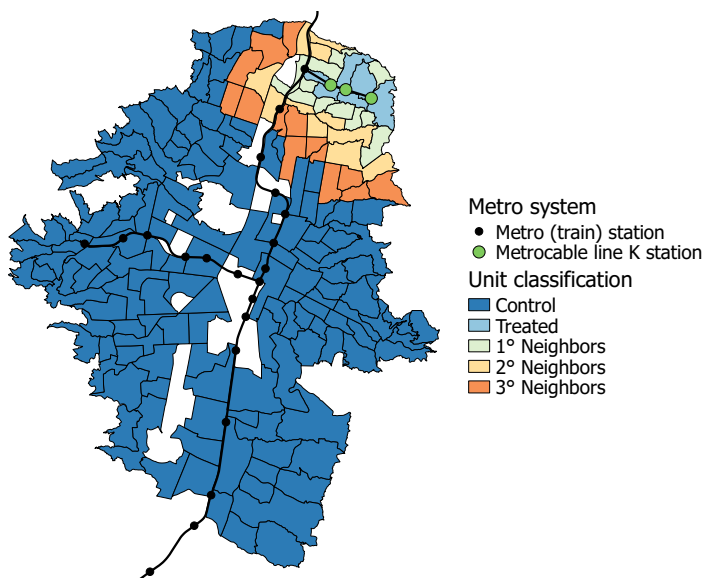 Metro system
Metro (train) station
Metrocable line K station
Unit classification
Control
Treated
1° Neighbors
2° Neighbors
3° Neighbors